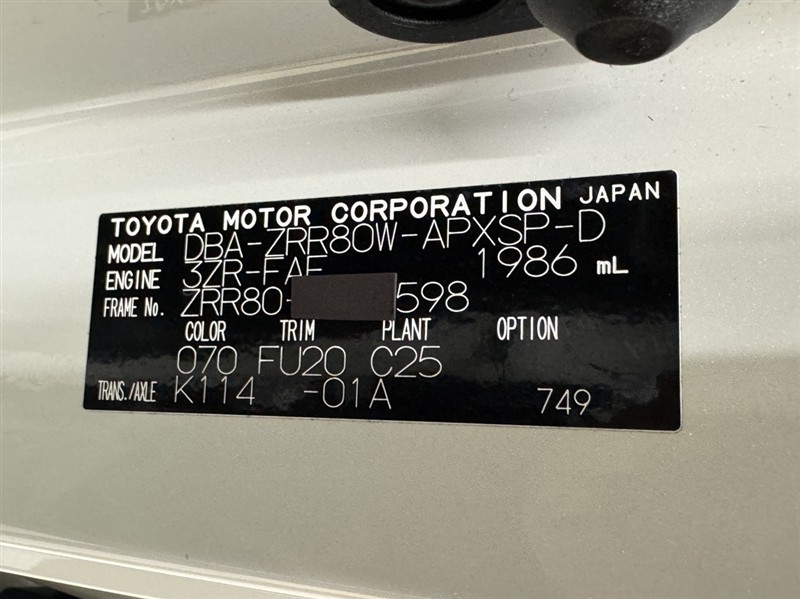 TOYOTA MOTOR CORPORATION JAPAN
MODEL DBA-ZRR80W-APXSP-D
ENGINE 3ZR-FAE 1986 mL
FRAME No. ZRR80- 598
COLOR TRIM PLANT OPTION
070 FU20 C25
TRANS./AXLE K114 -01A 749